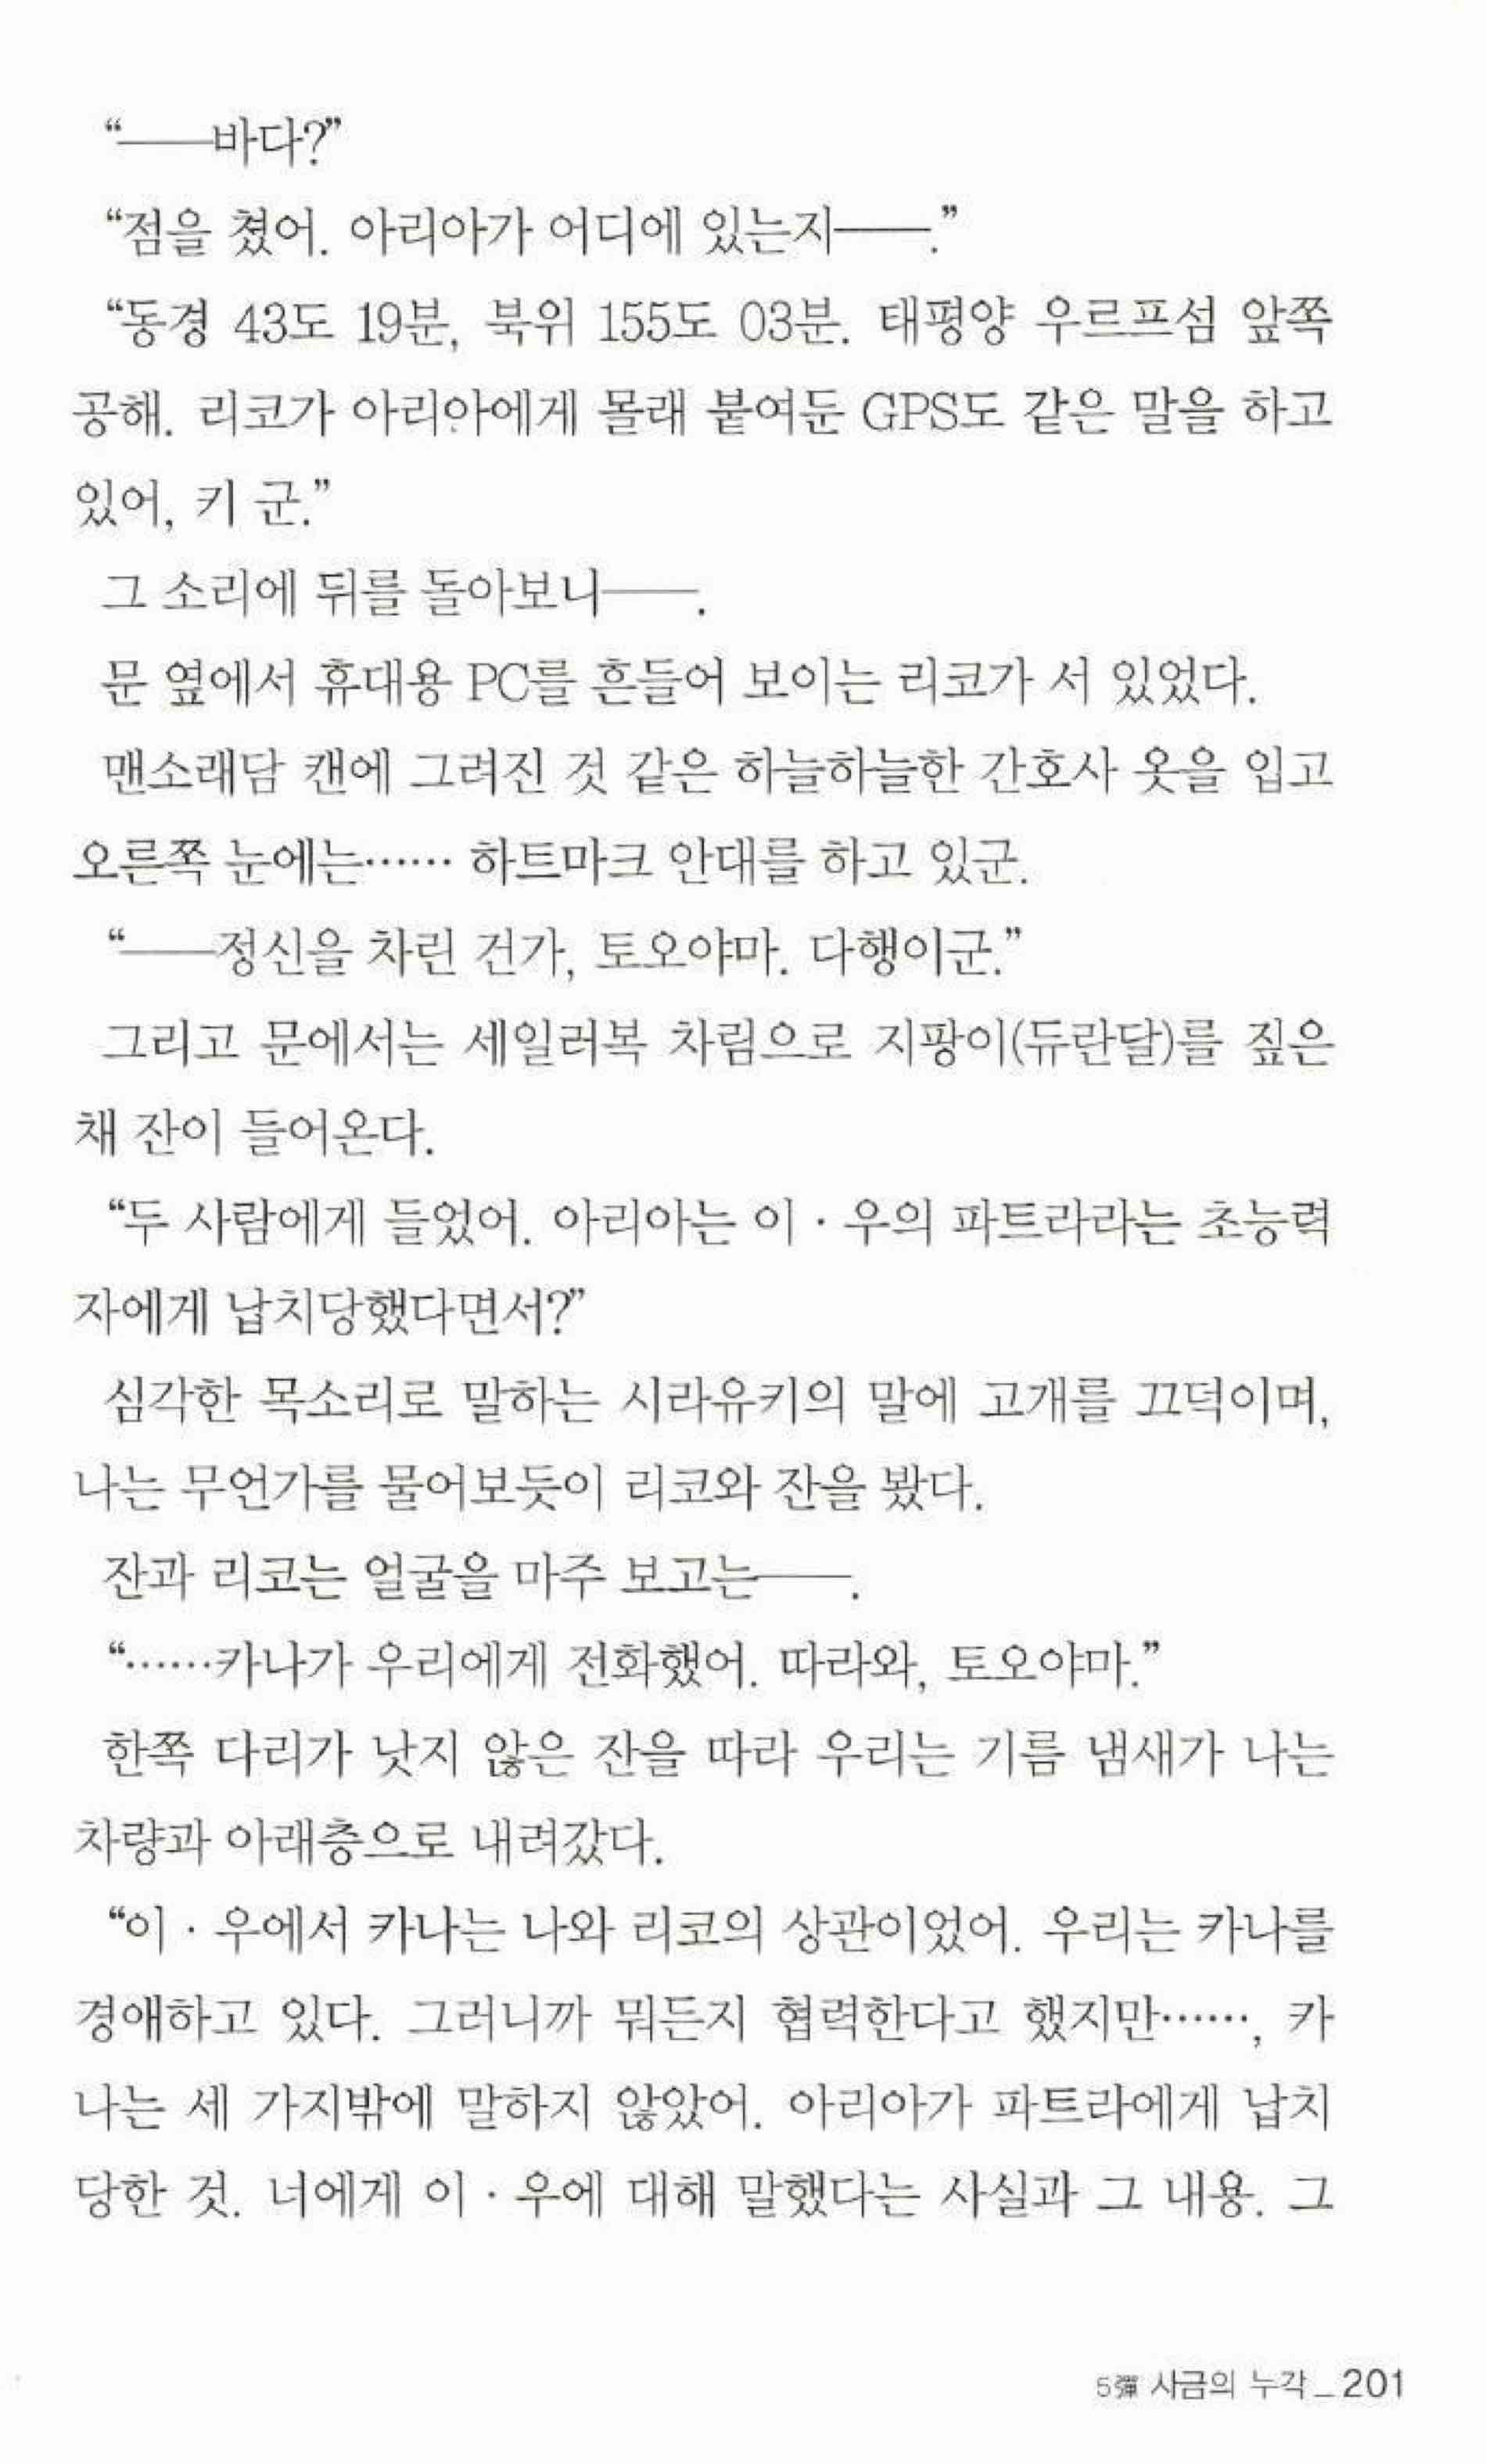 “――바다?”
“점을 쳤어. 아리아가 어디에 있는지――.”
“동경 43도 19분, 북위 155도 03분. 태평양 우르프섬 앞쪽
공해. 리코가 아리아에게 몰래 붙여둔 GPS도 같은 말을 하고
있어, 키 군.”
그 소리에 뒤를 돌아보니――.
문 옆에서 휴대용 PC를 흔들어 보이는 리코가 서 있었다.
맨소래담 캔에 그려진 것 같은 하늘하늘한 간호사 옷을 입고
오른쪽 눈에는…… 하트마크 안대를 하고 있군.
“――정신을 차린 건가, 토오야마. 다행이군.”
그리고 문에서는 세일러복 차림으로 지팡이(듀란달)를 짚은
채 잔이 들어온다.
“두 사람에게 들었어. 아리아는 이 · 우의 파트라라는 초능력
자에게 납치당했다면서?”
심각한 목소리로 말하는 시라유키의 말에 고개를 끄덕이며,
나는 무언가를 물어보듯이 리코와 잔을 봤다.
잔과 리코는 얼굴을 마주 보고는――.
“……카나가 우리에게 전화했어. 따라와, 토오야마.”
한쪽 다리가 낫지 않은 잔을 따라 우리는 기름 냄새가 나는
차량과 아래층으로 내려갔다.
“이 · 우에서 카나는 나와 리코의 상관이었어. 우리는 카나를
경애하고 있다. 그러니까 뭐든지 협력한다고 했지만……, 카
나는 세 가지밖에 말하지 않았어. 아리아가 파트라에게 납치
당한 것. 너에게 이 · 우에 대해 말했다는 사실과 그 내용. 그
5彈 사금의 누각_201